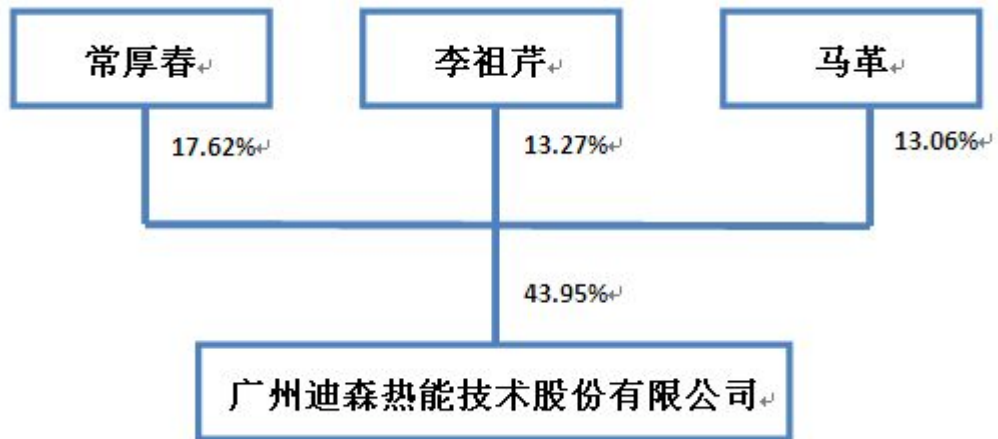 常厚春
李祖芹
马革
17.62%
13.27%
13.06%
43.95%
广州迪森热能技术股份有限公司